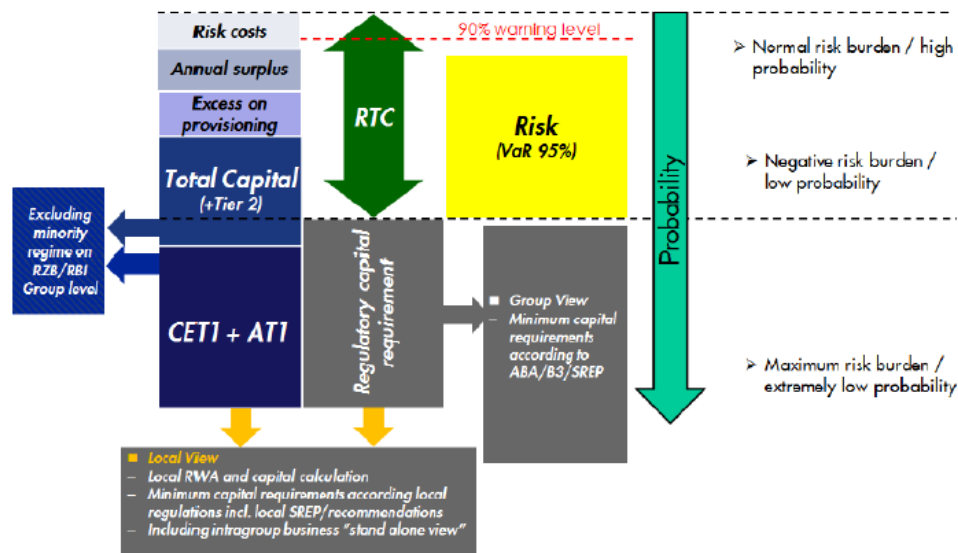 Risk costs
90% warning level
Annual surplus
Excess on
provisioning
Total Capital
(+Tier 2)
CET1 + AT1
Excluding
minority
regime on
RZB/RBI
Group level
RTC
Risk
(VaR 95%)
Regulatory capital
requirement
Probability
➢ Normal risk burden / high
probability
➢ Negative risk burden /
low probability
➢ Maximum risk burden /
extremely low probability
■ Group View
– Minimum capital
requirements
according to
ABA/B3/SREP
■ Local View
– Local RWA and capital calculation
– Minimum capital requirements according local
regulations incl. local SREP/recommendations
– Including intragroup business "stand alone view"